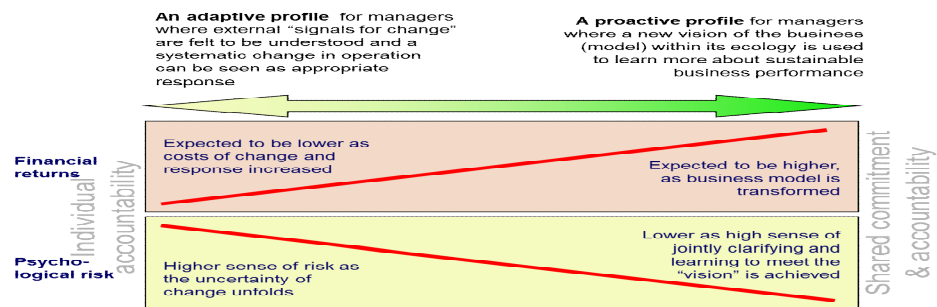 An adaptive profile for managers
where external "signals for change"
are felt to be understood and a
systematic change in operation
can be seen as appropriate
response
A proactive profile for managers
where a new vision of the business
(model) within its ecology is used
to learn more about sustainable
business performance
Financial
returns
Individual
accountability
Expected to be lower as
costs of change and
response increased
Expected to be higher,
as business model is
transformed
Shared commitment
& accountability
Psycho-
logical risk
Higher sense of risk as
the uncertainty of
change unfolds
Lower as high sense of
jointly clarifying and
learning to meet the
"vision" is achieved